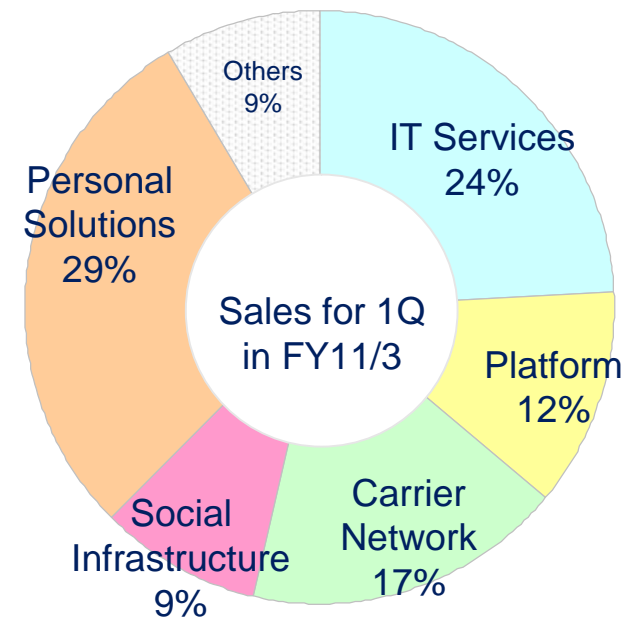 Others
9%
IT Services
24%
Personal
Solutions
29%
Sales for 1Q
in FY11/3
Platform
12%
Carrier
Network
17%
Social
Infrastructure
9%